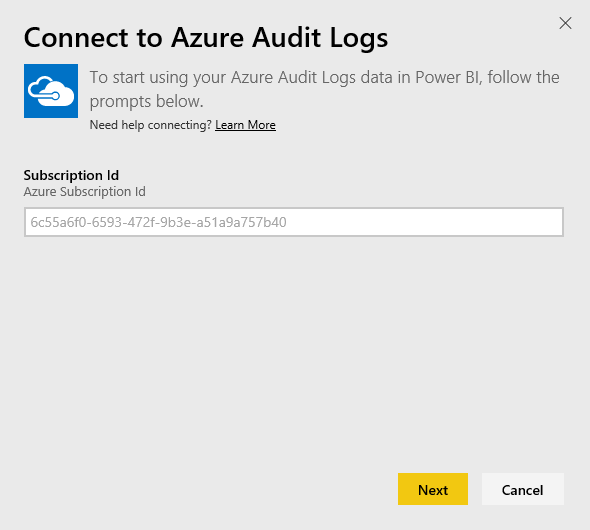 Connect to Azure Audit Logs
To start using your Azure Audit Logs data in Power BI, follow the
prompts below.
Need help connecting? Learn More
Subscription Id
Azure Subscription Id
6c55a6f0-6593-472f-9b3e-a51a9a757b40
Next
Cancel